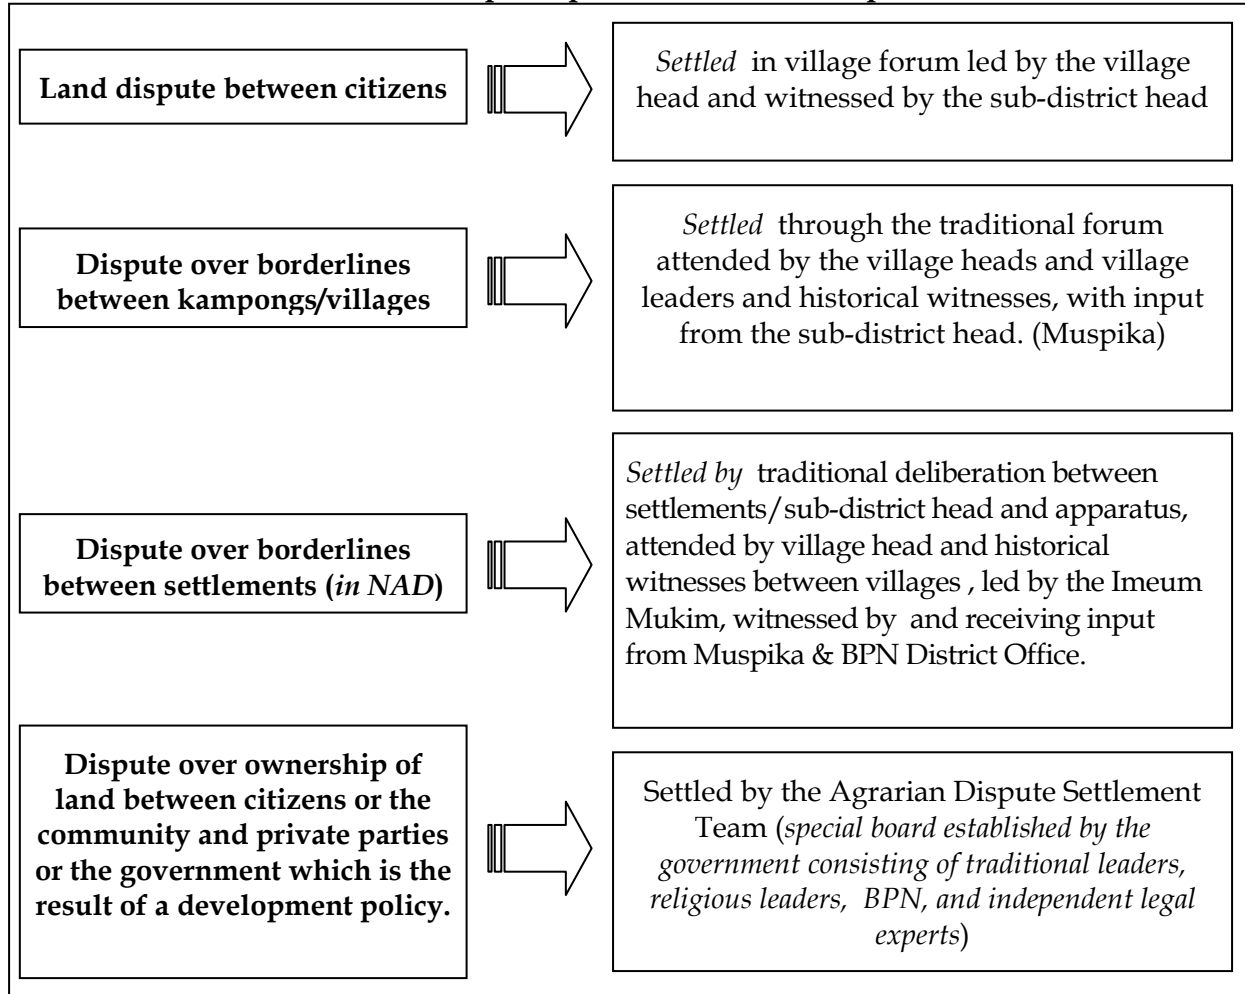 Land dispute between citizens
Settled in village forum led by the village
head and witnessed by the sub-district head
Dispute over borderlines
between kampongs/villages
Settled through the traditional forum
attended by the village heads and village
leaders and historical witnesses, with input
from the sub-district head. (Muspika)
Dispute over borderlines
between settlements (in NAD)
Settled by traditional deliberation between
settlements/sub-district head and apparatus,
attended by village head and historical
witnesses between villages , led by the Imeum
Mukim, witnessed by and receiving input
from Muspika & BPN District Office.
Dispute over ownership of
land between citizens or the
community and private parties
or the government which is the
result of a development policy.
Settled by the Agrarian Dispute Settlement
Team (special board established by the
government consisting of traditional leaders,
religious leaders, BPN, and independent legal
experts)